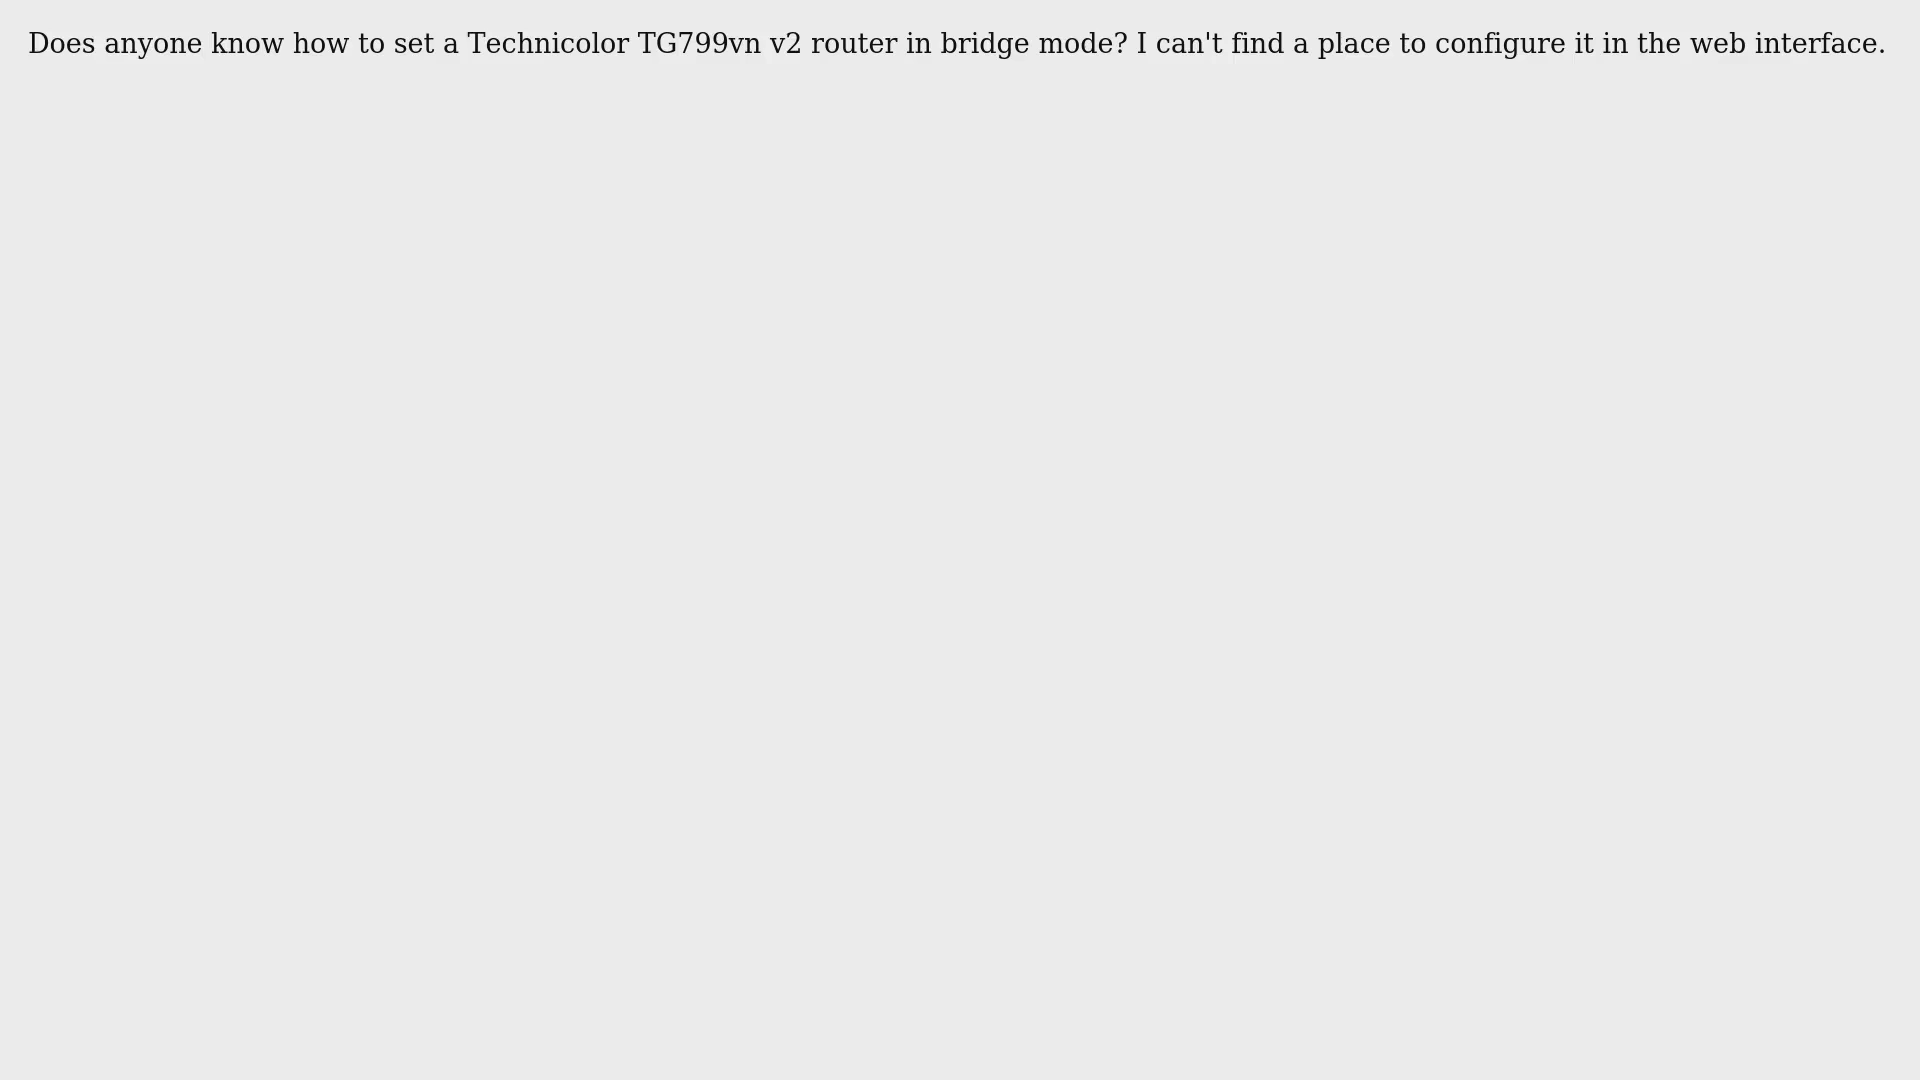 Does anyone know how to set a Technicolor TG799vn v2 router in bridge mode? I can't find a place to configure it in the web interface.